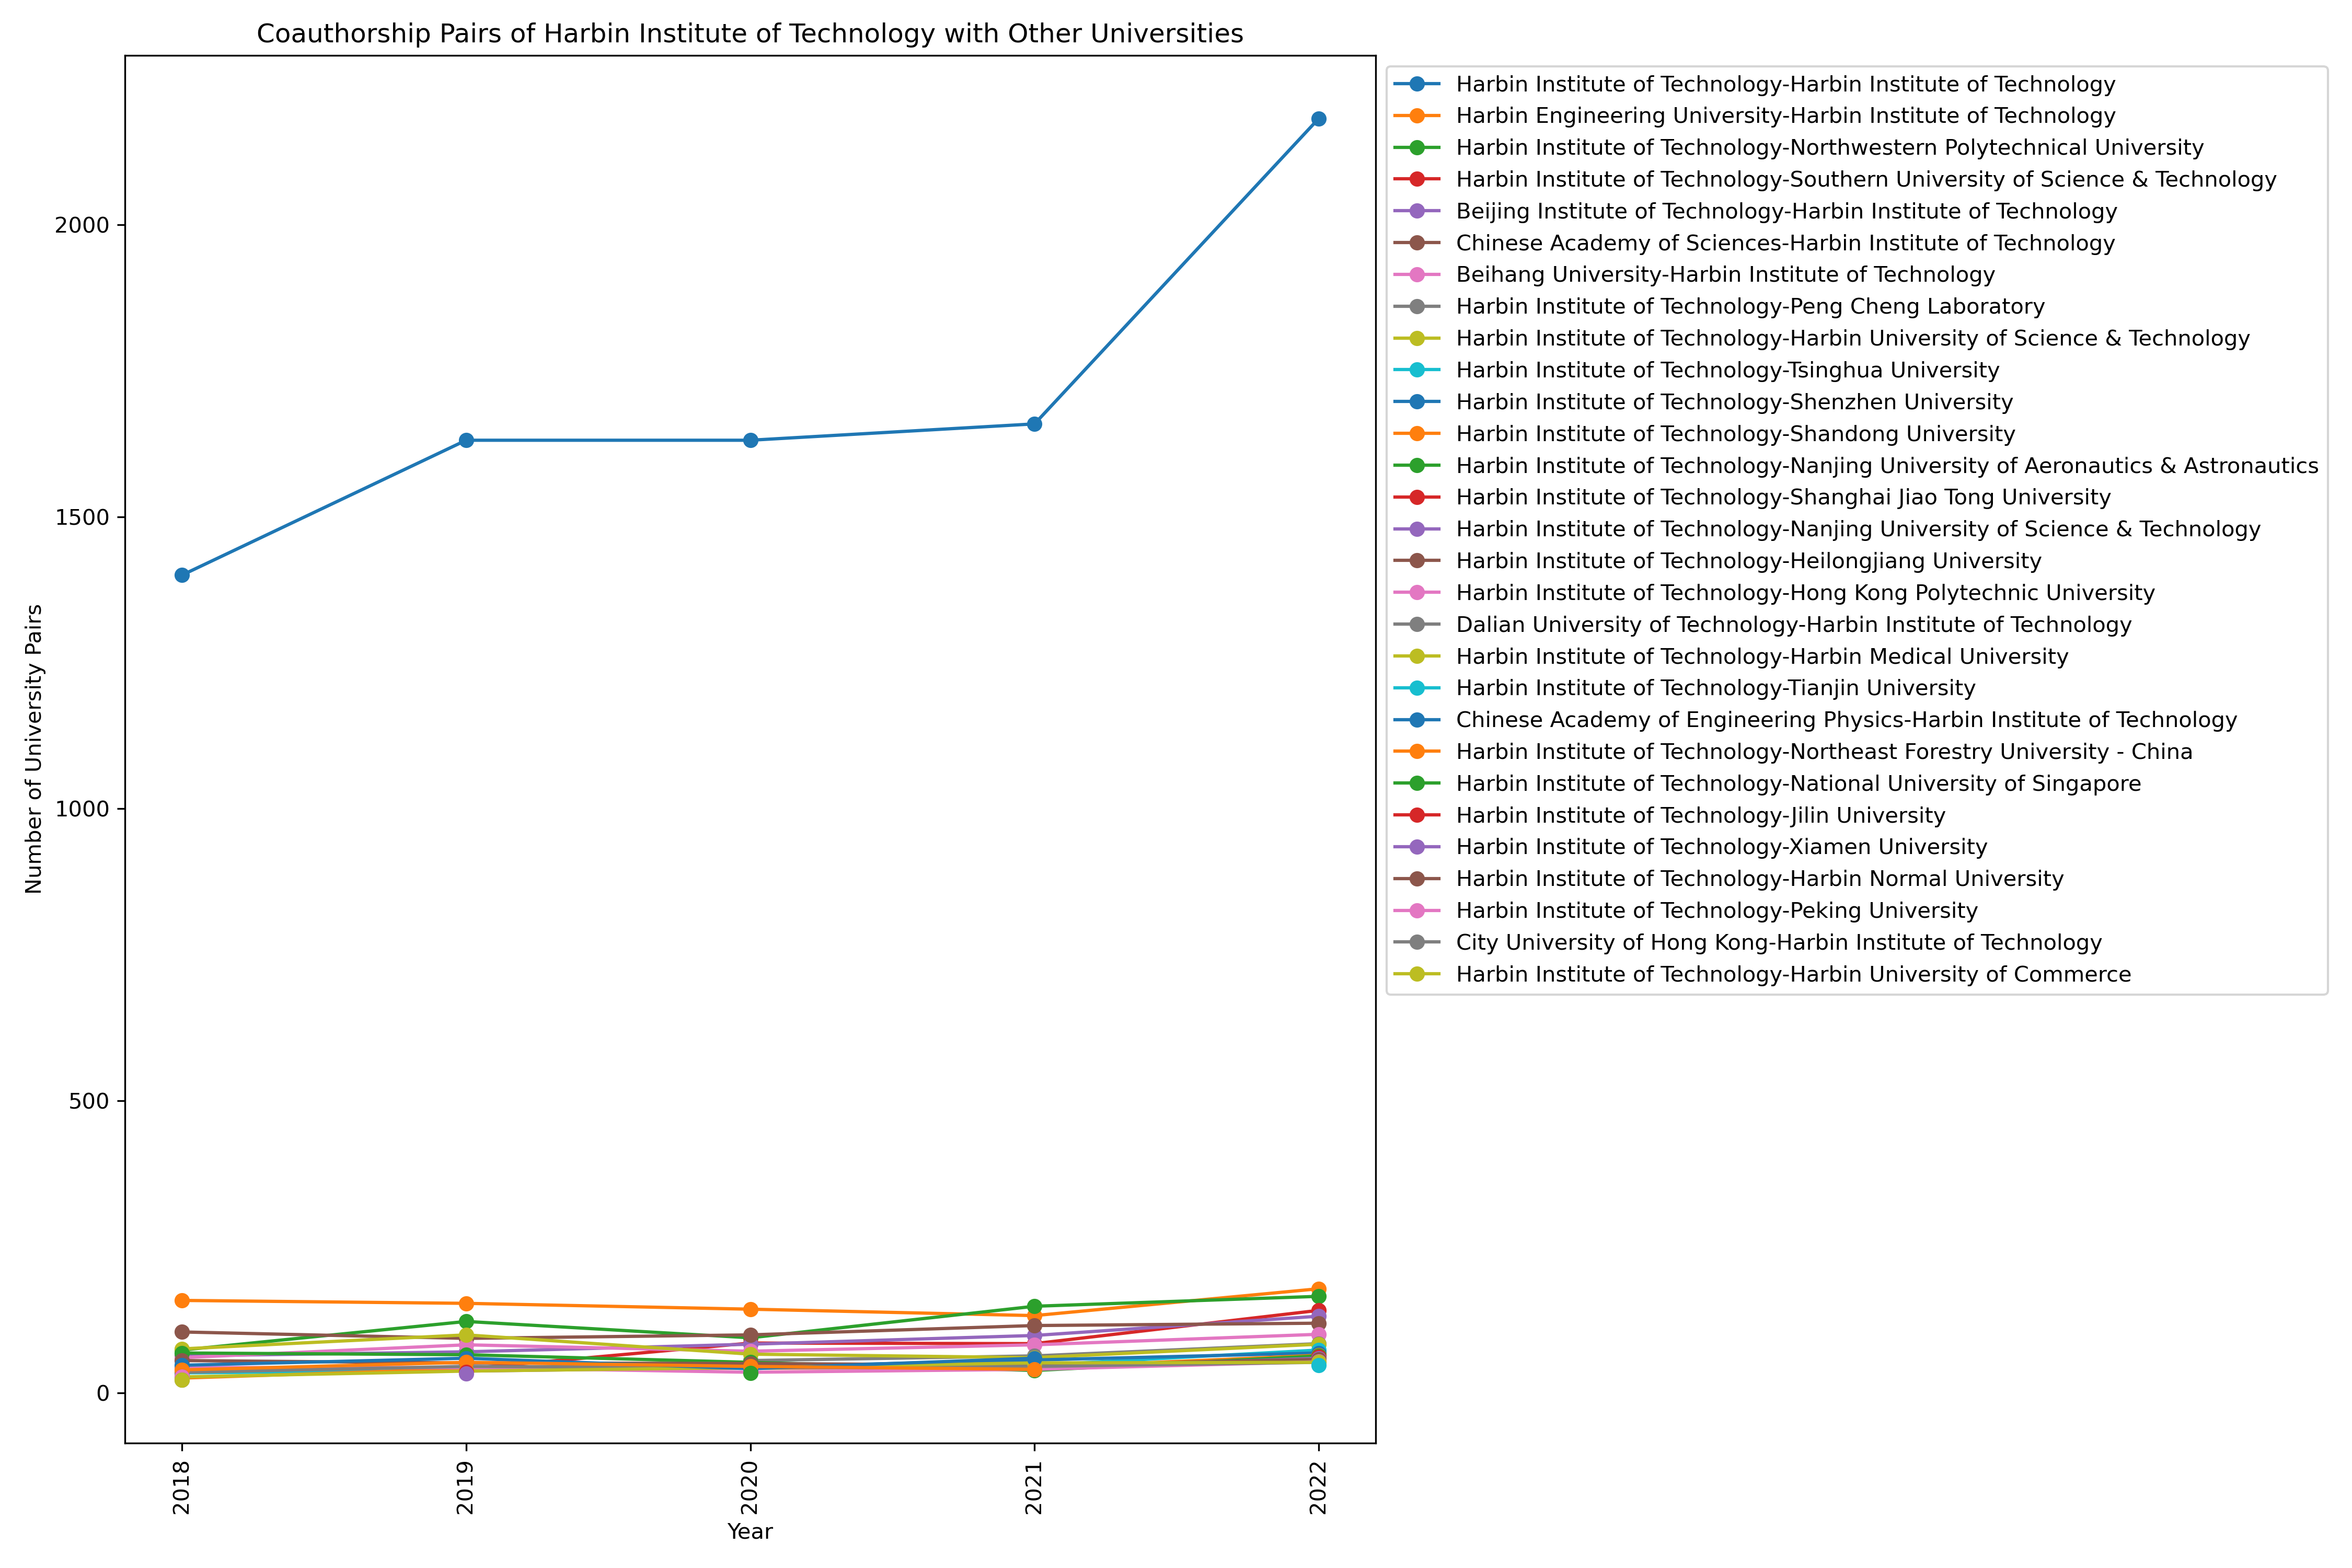 Coauthorship Pairs of Harbin Institute of Technology with Other Universities
Number of University Pairs
2000
1500
1000
500
0
2018
2019
2020
2021
2022
Year
Harbin Institute of Technology-Harbin Institute of Technology
Harbin Engineering University-Harbin Institute of Technology
Harbin Institute of Technology-Northwestern Polytechnical University
Harbin Institute of Technology-Southern University of Science & Technology
Beijing Institute of Technology-Harbin Institute of Technology
Chinese Academy of Sciences-Harbin Institute of Technology
Beihang University-Harbin Institute of Technology
Harbin Institute of Technology-Peng Cheng Laboratory
Harbin Institute of Technology-Harbin University of Science & Technology
Harbin Institute of Technology-Tsinghua University
Harbin Institute of Technology-Shenzhen University
Harbin Institute of Technology-Shandong University
Harbin Institute of Technology-Nanjing University of Aeronautics & Astronautics
Harbin Institute of Technology-Shanghai Jiao Tong University
Harbin Institute of Technology-Nanjing University of Science & Technology
Harbin Institute of Technology-Heilongjiang University
Harbin Institute of Technology-Hong Kong Polytechnic University
Dalian University of Technology-Harbin Institute of Technology
Harbin Institute of Technology-Harbin Medical University
Harbin Institute of Technology-Tianjin University
Chinese Academy of Engineering Physics-Harbin Institute of Technology
Harbin Institute of Technology-Northeast Forestry University - China
Harbin Institute of Technology-National University of Singapore
Harbin Institute of Technology-Jilin University
Harbin Institute of Technology-Xiamen University
Harbin Institute of Technology-Harbin Normal University
Harbin Institute of Technology-Peking University
City University of Hong Kong-Harbin Institute of Technology
Harbin Institute of Technology-Harbin University of Commerce